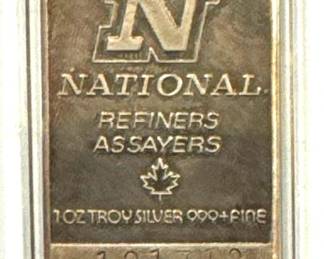 N
NATIONAL
REFINERS
ASSAYERS
1 OZ TROY SILVER 999+ FINE